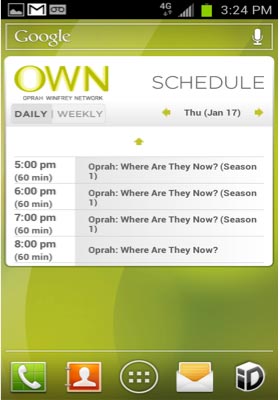 4G
3:24 PM
Google
OWN
OPRAH WINFREY NETWORK
SCHEDULE
DAILY | WEEKLY
Thu (Jan 17)
5:00 pm
(60 min)
Oprah: Where Are They Now? (Season
1)
6:00 pm
(60 min)
Oprah: Where Are They Now? (Season
1)
7:00 pm
(60 min)
Oprah: Where Are They Now? (Season
1)
8:00 pm
(60 min)
Oprah: Where Are They Now?
iD